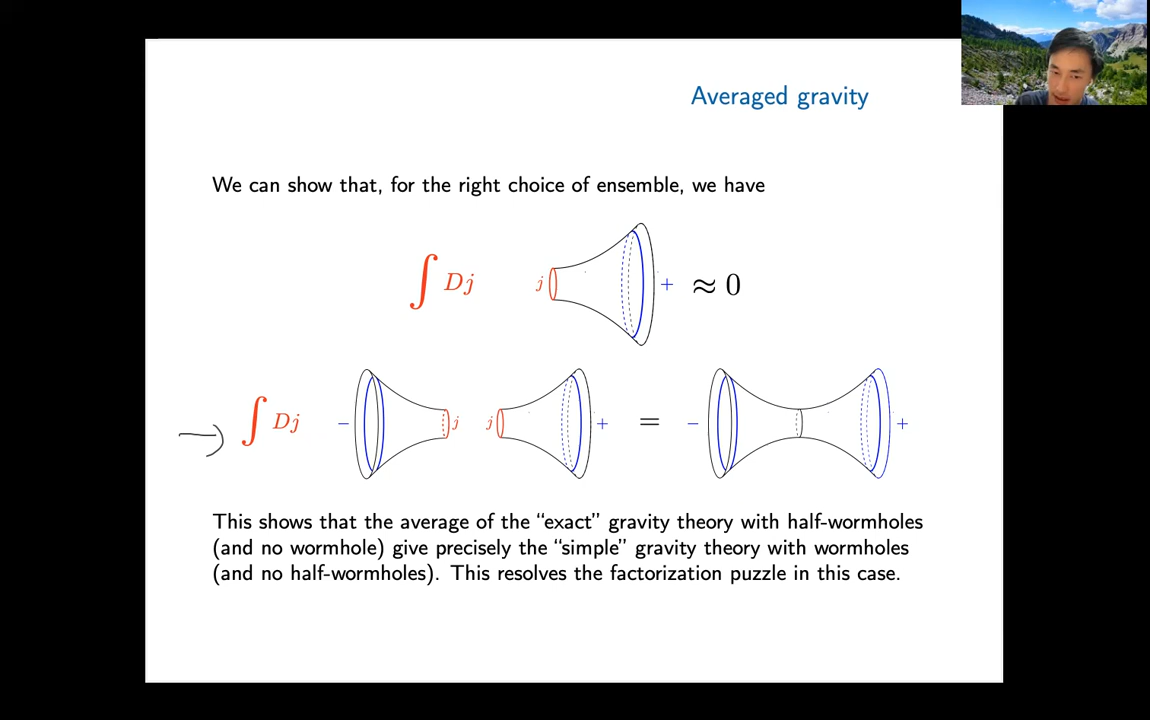 Averaged gravity
We can show that, for the right choice of ensemble, we have
∫ Dj j + ≈ 0
∫ Dj − j j + = − +
This shows that the average of the “exact” gravity theory with half-wormholes
(and no wormhole) give precisely the “simple” gravity theory with wormholes
(and no half-wormholes). This resolves the factorization puzzle in this case.